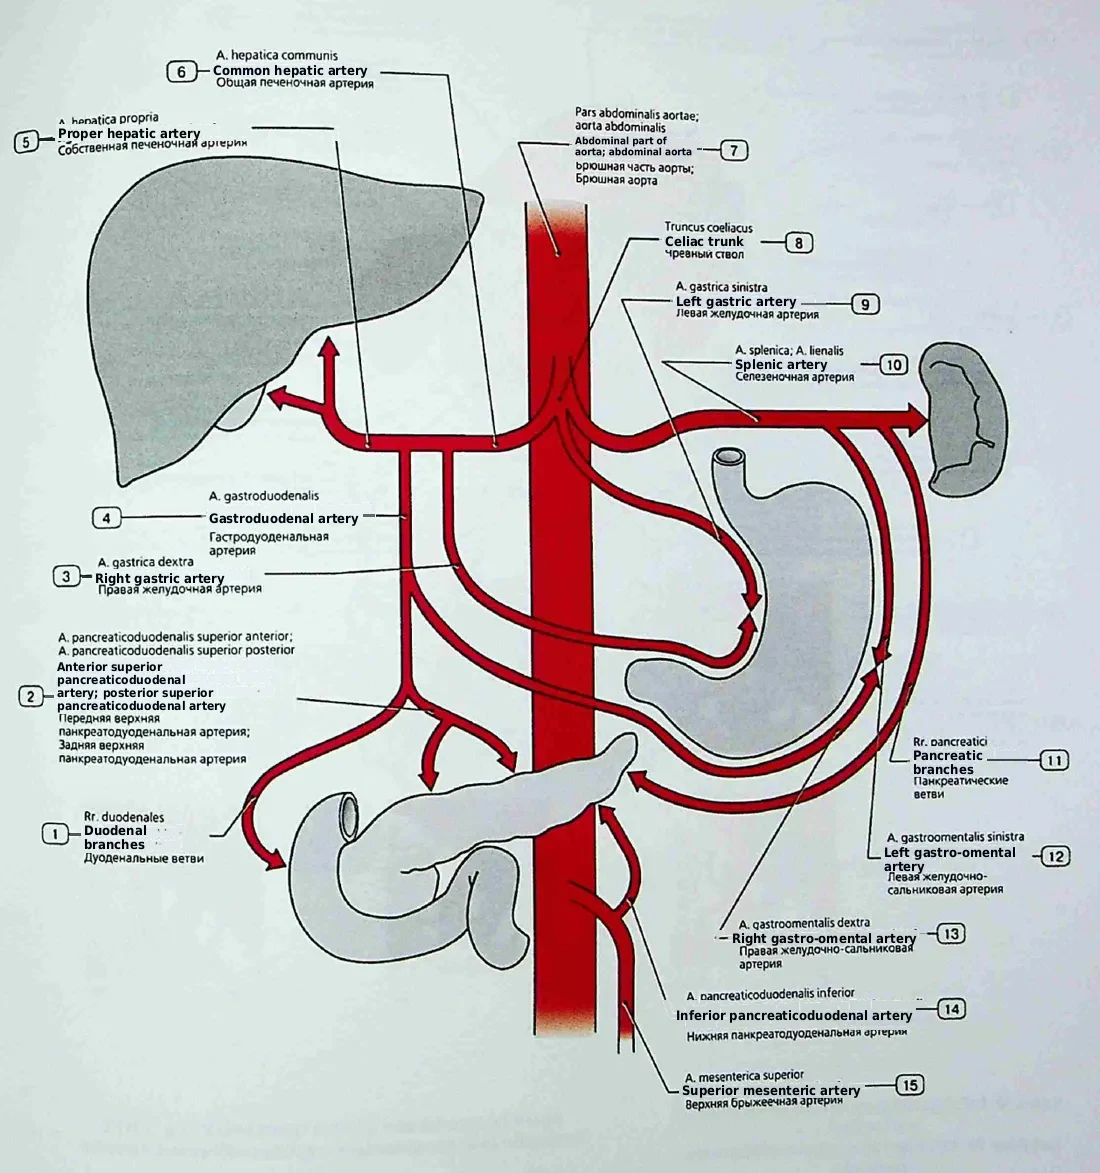 A. hepatica communis
6
Common hepatic artery
Общая печеночная артерия
A. hepatica propria
5
Proper hepatic artery
Собственная печеночная артерия
Pars abdominalis aortae;
aorta abdominalis
Abdominal part of
aorta; abdominal aorta
7
Брюшная часть аорты;
Брюшная аорта
Truncus coeliacus
Celiac trunk
8
Чревный ствол
A. gastrica sinistra
Left gastric artery
9
Левая желудочная артерия
A. splenica; A. lienalis
Splenic artery
10
Селезеночная артерия
A. gastroduodenalis
4
Gastroduodenal artery
Гастродуоденальная
артерия
A. gastrica dextra
3
Right gastric artery
Правая желудочная артерия
A. pancreaticoduodenalis superior anterior;
A. pancreaticoduodenalis superior posterior
Anterior superior
pancreaticoduodenal
2
artery; posterior superior
pancreaticoduodenal artery
Передняя верхняя
панкреатодуоденальная артерия;
Задняя верхняя
панкреатодуоденальная артерия
Rr. duodenales
1
Duodenal
branches
Дуоденальные ветви
Rr. pancreatici
Pancreatic
11
branches
Панкреатические
ветви
A. gastroomentalis sinistra
Left gastro-omental
12
artery
Левая желудочно-
сальниковая артерия
A. gastroomentalis dextra
Right gastro-omental artery
13
Правая желудочно-сальниковая
артерия
A. pancreaticoduodenalis inferior
Inferior pancreaticoduodenal artery
14
Нижняя панкреатодуоденальная артерия
A. mesenterica superior
Superior mesenteric artery
15
Верхняя брыжеечная артерия